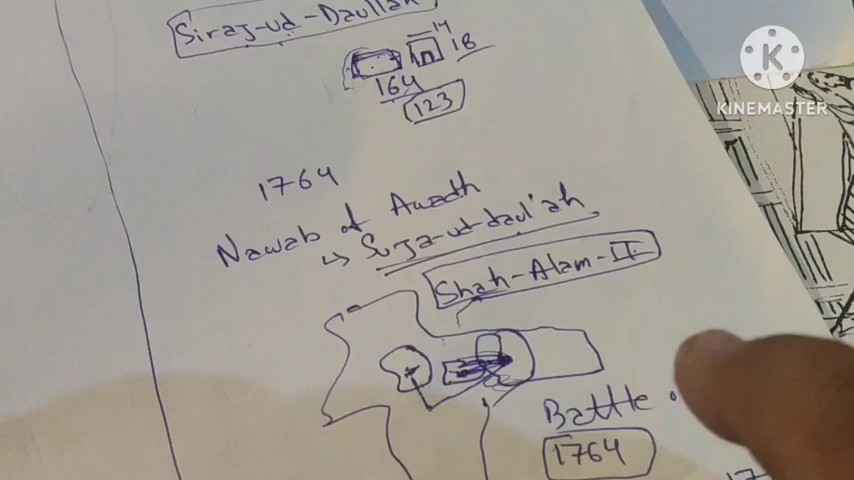 Siraj-ud-Daullah
14
18
164
123
KINEMASTER
1764
Nawab of Awadh
↳ Suja-ud-daulah
Shah-Alam-II
Battle
1764
17